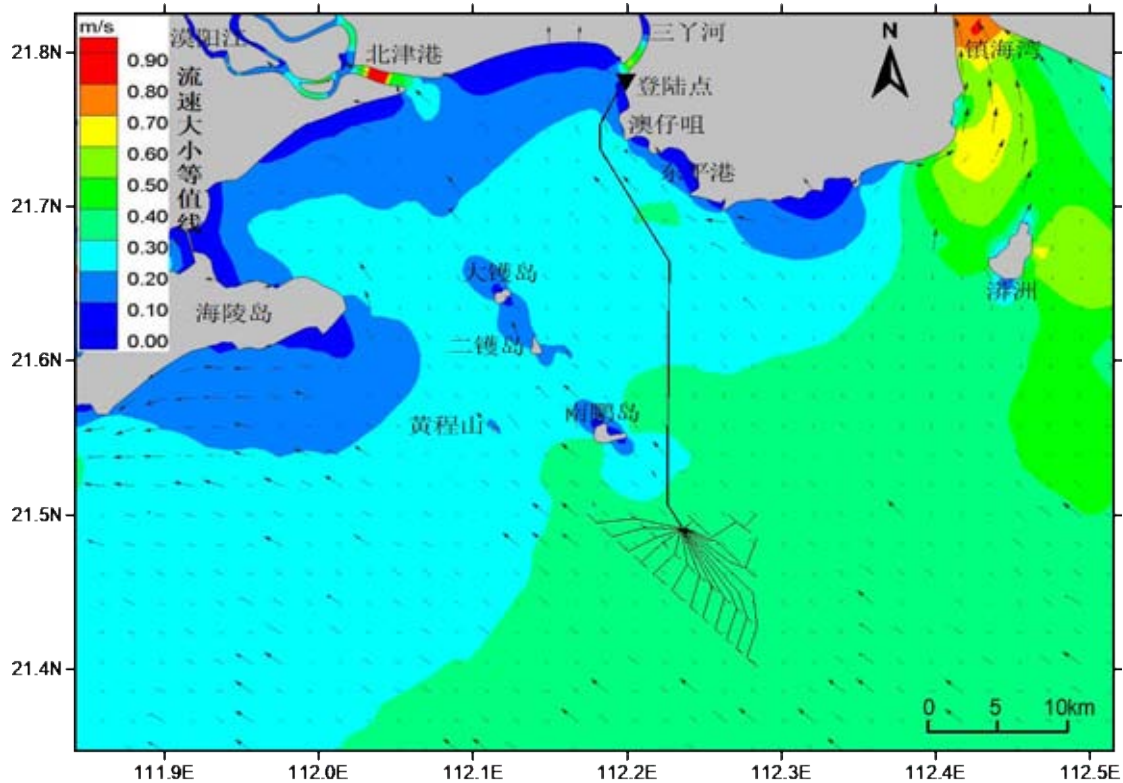 m/s
0.90
0.80
0.70
0.60
0.50
0.40
0.30
0.20
0.10
0.00
流速大小等值线
漠阳江
北津港
三丫河
登陆点
澳仔咀
东平港
N
镇海湾
漭洲
大镬岛
二镬岛
海陵岛
南鹏岛
黄程山
0 5 10km
21.8N
21.7N
21.6N
21.5N
21.4N
111.9E 112.0E 112.1E 112.2E 112.3E 112.4E 112.5E